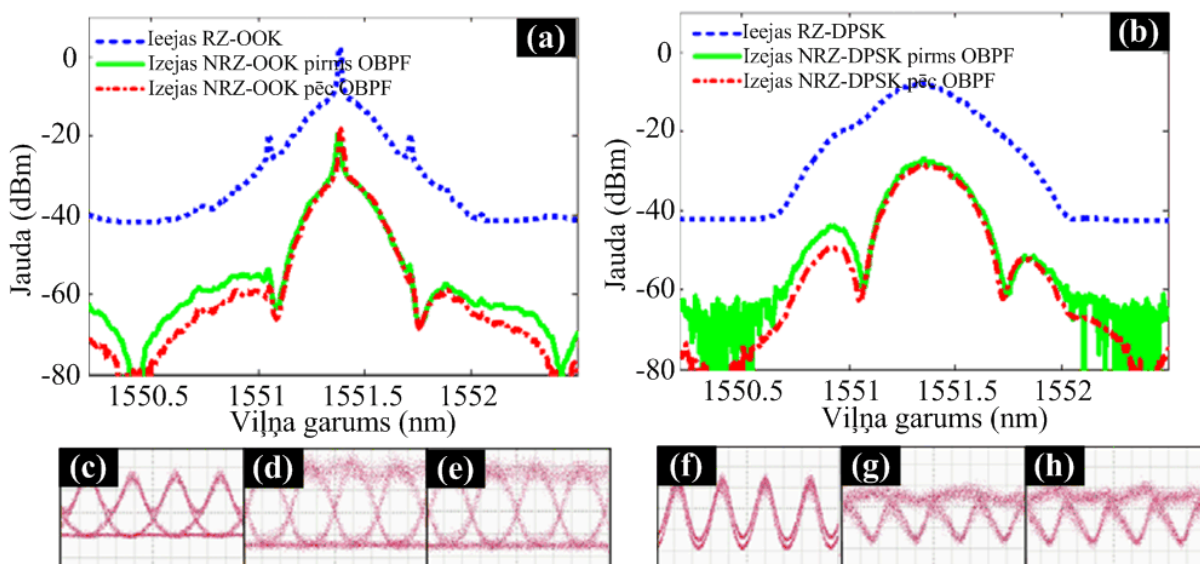 (a)
Ieejas RZ-OOK
Izejas NRZ-OOK pirms OBPF
Izejas NRZ-OOK pēc OBPF
Jauda (dBm)
0
-20
-40
-60
-80
1550.5 1551 1551.5 1552
Viļņa garums (nm)
(b)
Ieejas RZ-DPSK
Izejas NRZ-DPSK pirms OBPF
Izejas NRZ-DPSK pēc OBPF
Jauda (dBm)
0
-20
-40
-60
-80
1550.5 1551 1551.5 1552
Viļņa garums (nm)
(c) (d) (e) (f) (g) (h)